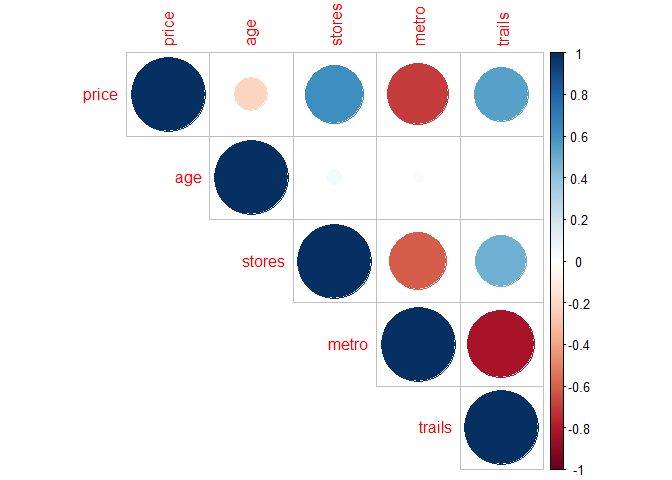 price
age
stores
metro
trails
price
age
stores
metro
trails
1
0.8
0.6
0.4
0.2
0
-0.2
-0.4
-0.6
-0.8
-1